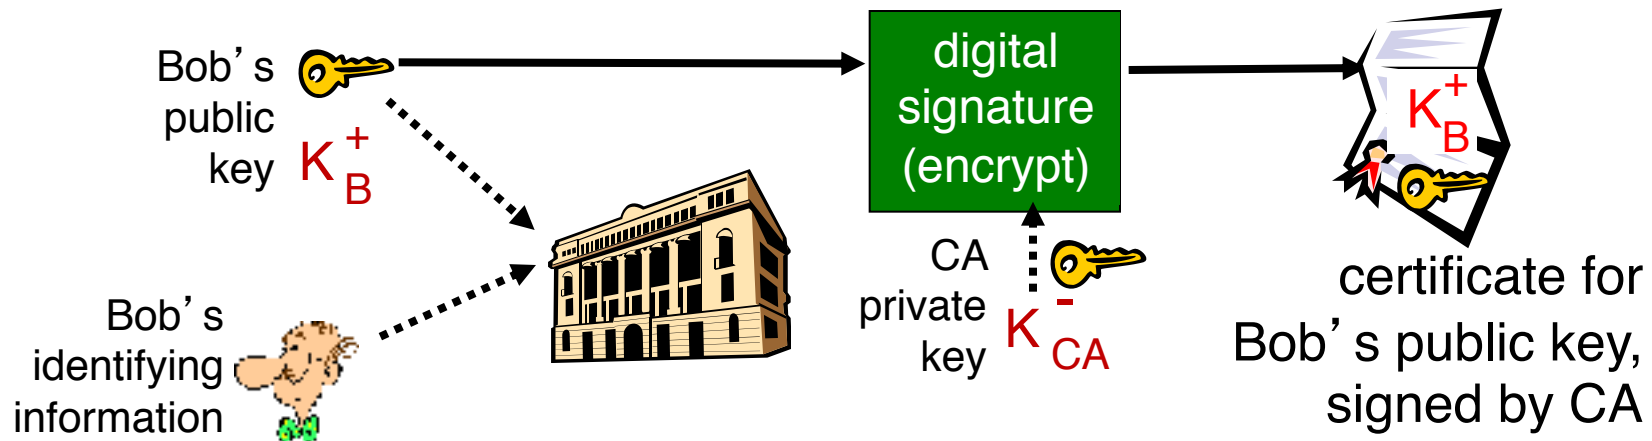 Bob’s
public
key
K
+
B
Bob’s
identifying
information
digital
signature
(encrypt)
CA
private
key
K
-
CA
K
+
B
certificate for
Bob’s public key,
signed by CA